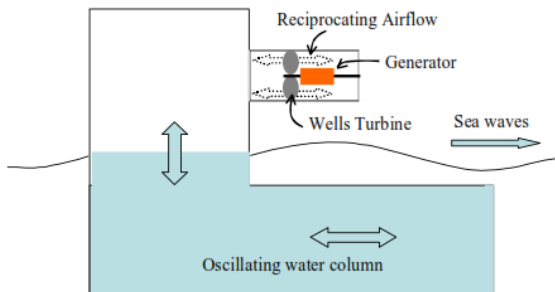 Reciprocating Airflow
Generator
Wells Turbine
Sea waves
Oscillating water column